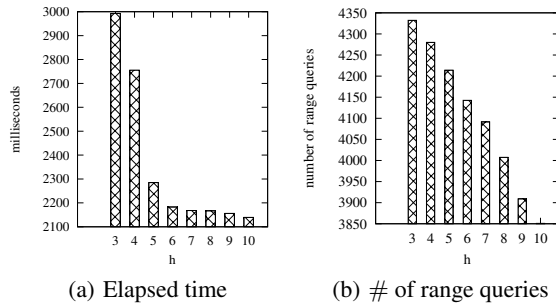 3000
2900
2800
2700
2600
2500
2400
2300
2200
2100
milliseconds
3 4 5 6 7 8 9 10
h
(a) Elapsed time
4350
4300
4250
4200
4150
4100
4050
4000
3950
3900
3850
number of range queries
3 4 5 6 7 8 9 10
h
(b) # of range queries